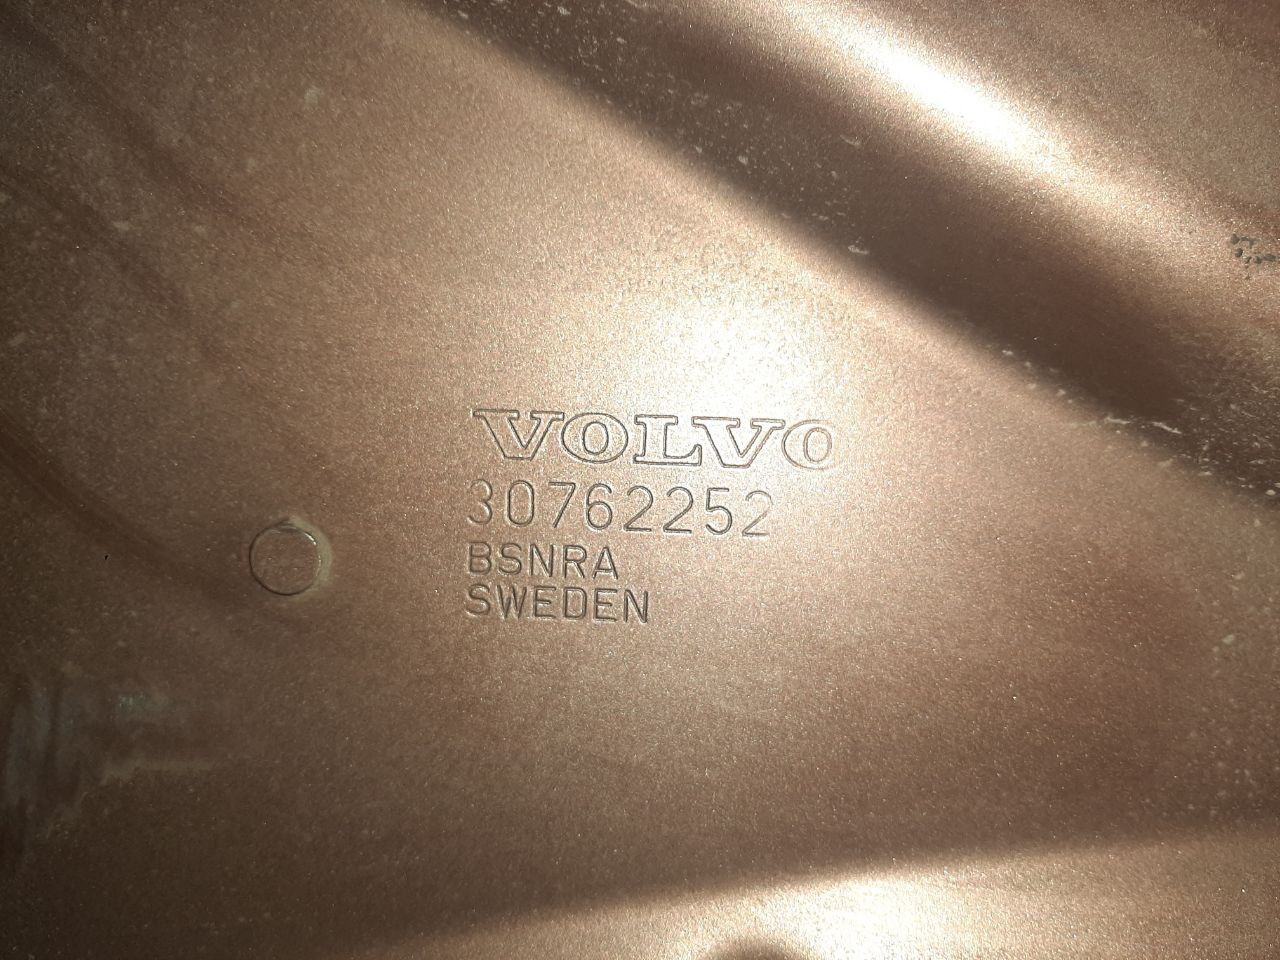 VOLVO
30762252
BSNRA
SWEDEN